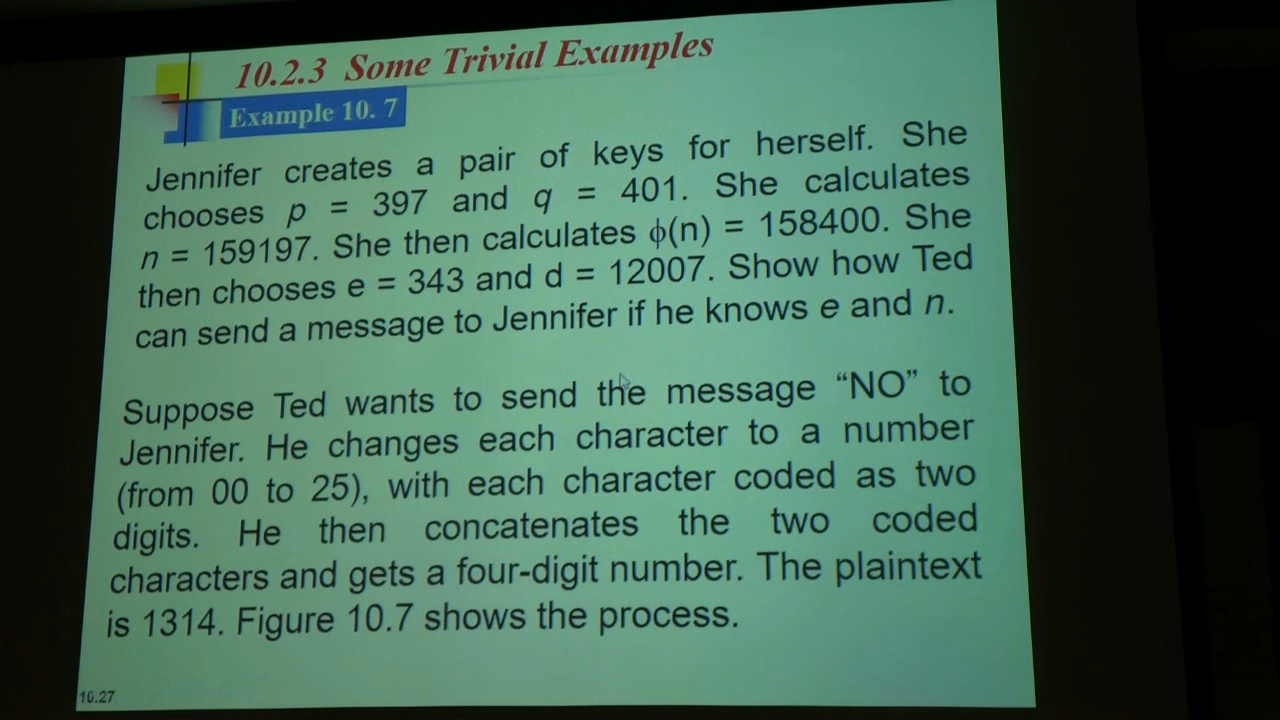 10.2.3 Some Trivial Examples
Example 10. 7
Jennifer creates a pair of keys for herself. She
chooses p = 397 and q = 401. She calculates
n = 159197. She then calculates ϕ(n) = 158400. She
then chooses e = 343 and d = 12007. Show how Ted
can send a message to Jennifer if he knows e and n.
Suppose Ted wants to send the message “NO” to
Jennifer. He changes each character to a number
(from 00 to 25), with each character coded as two
digits. He then concatenates the two coded
characters and gets a four-digit number. The plaintext
is 1314. Figure 10.7 shows the process.
10.27